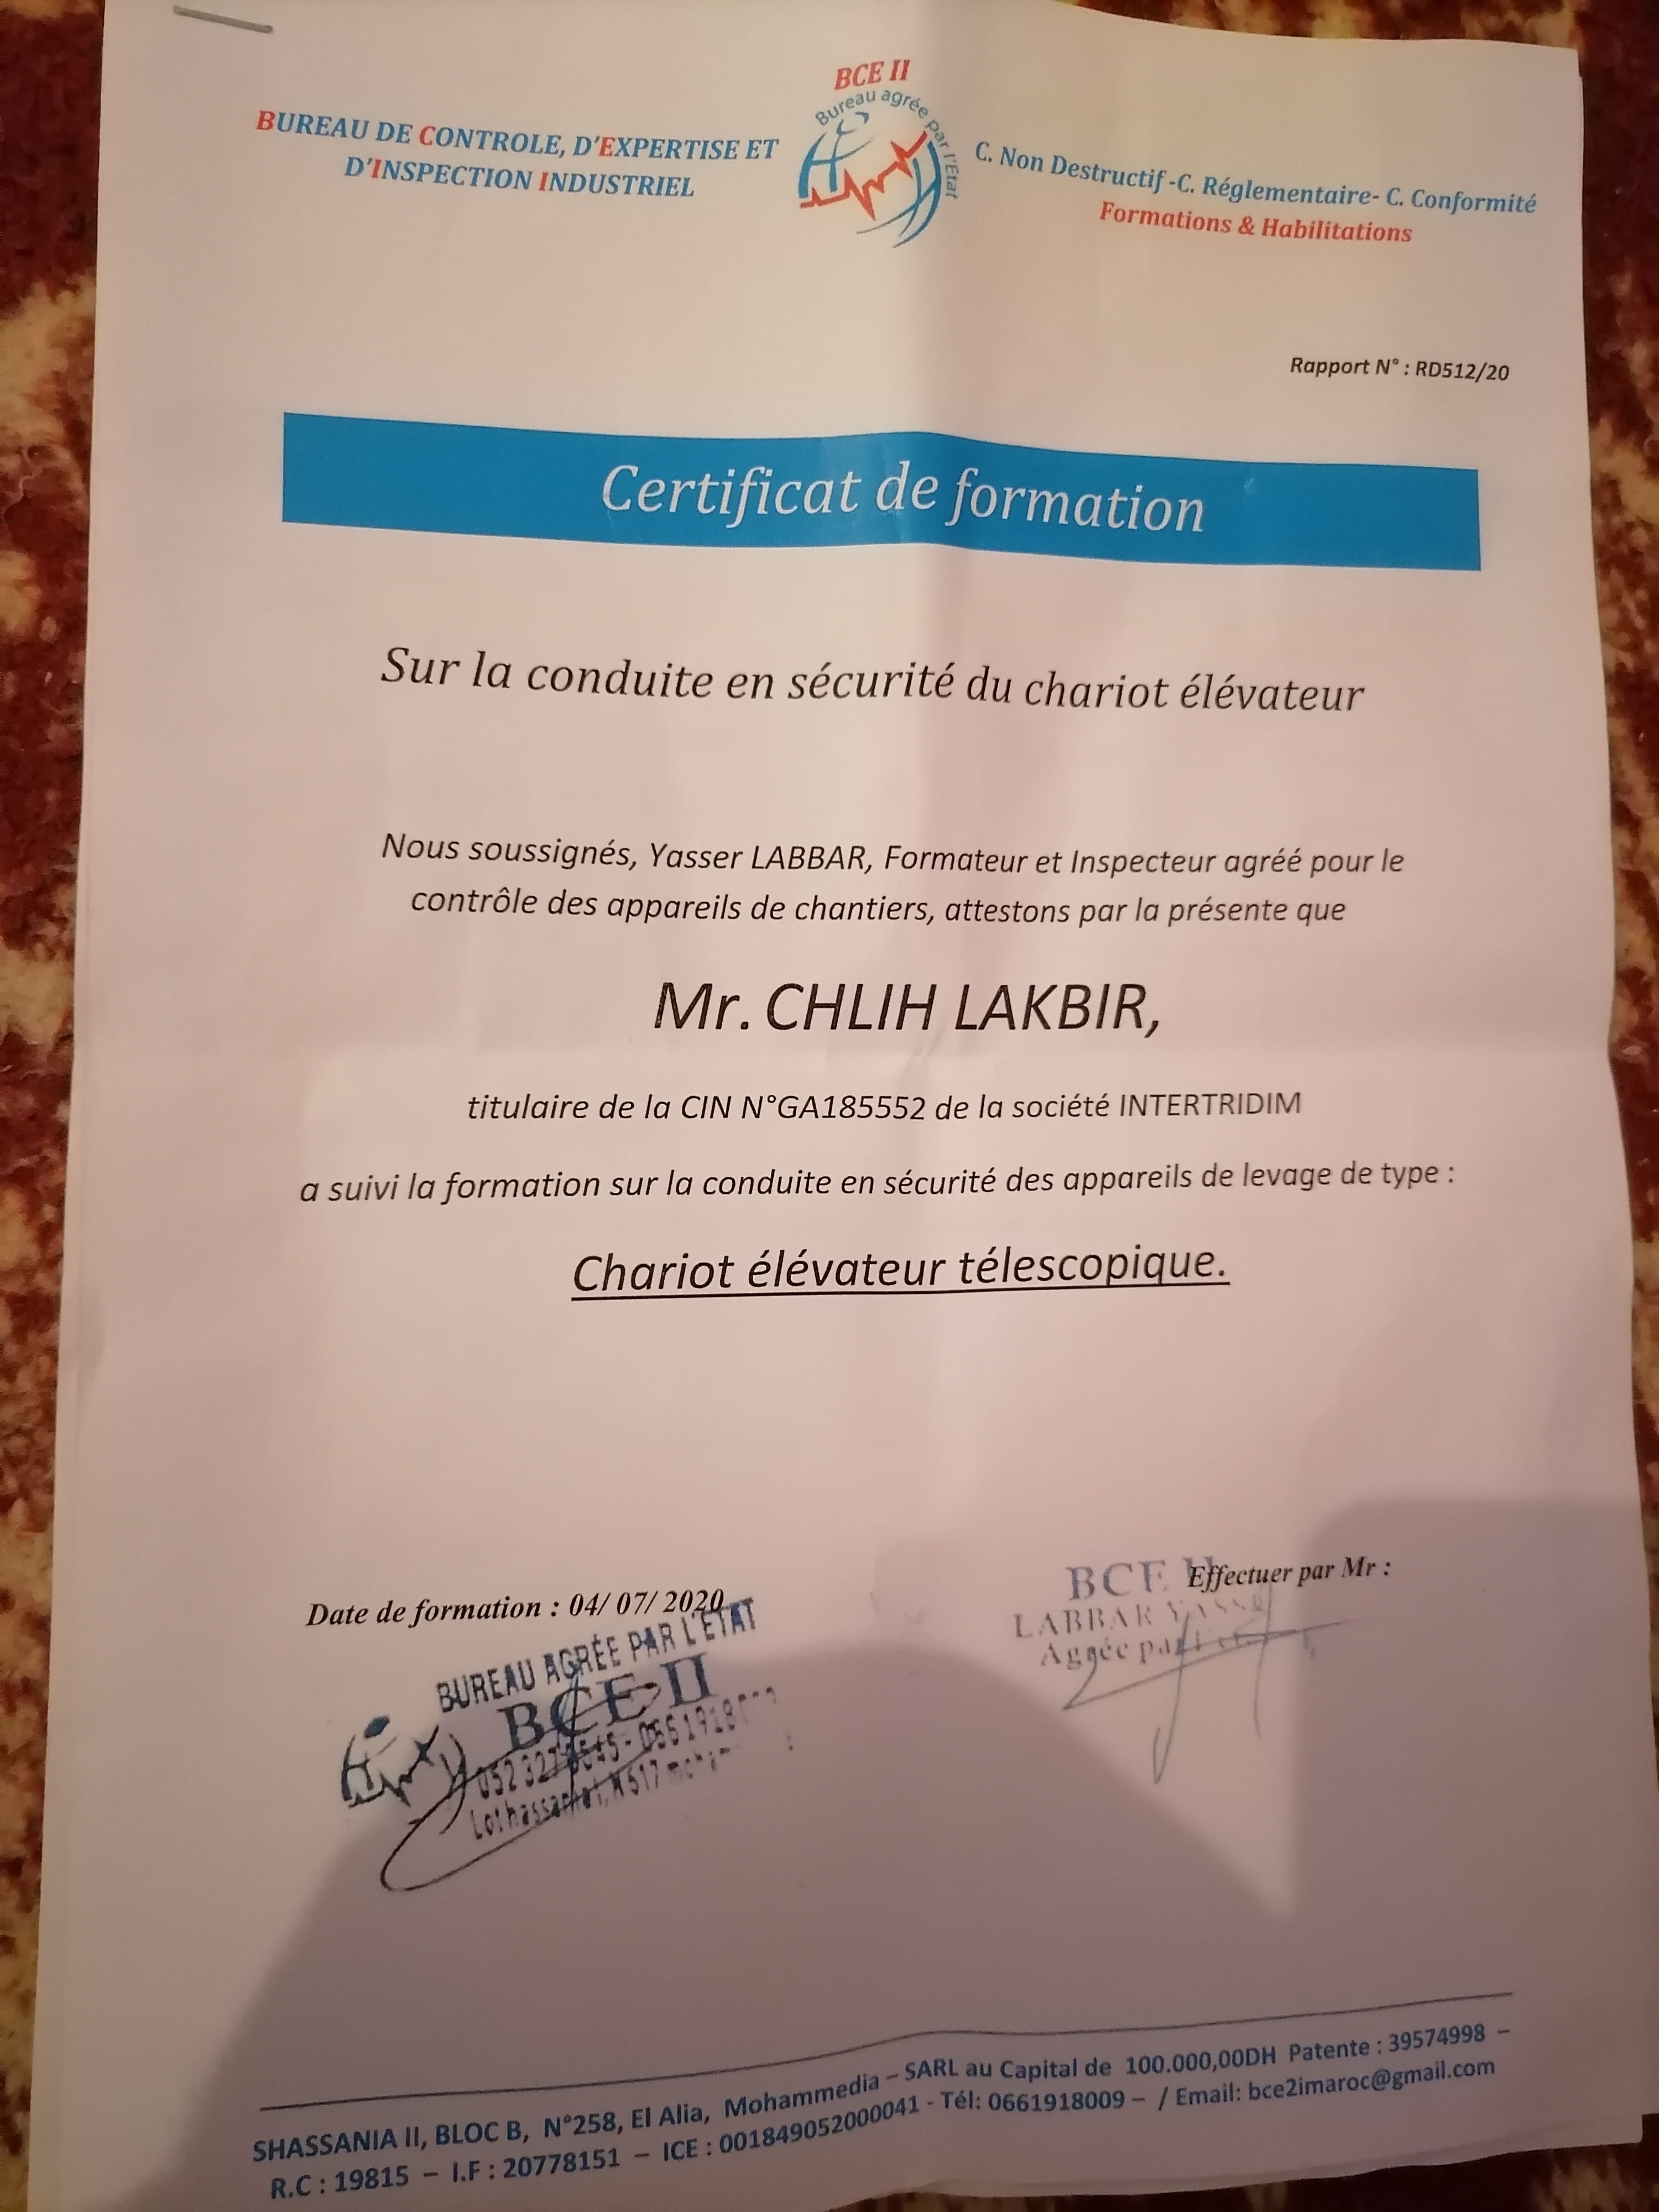 BUREAU DE CONTROLE, D'EXPERTISE ET
D'INSPECTION INDUSTRIEL
BCE II
Bureau agrée par l'Etat
C. Non Destructif -C. Réglementaire- C. Conformité
Formations & Habilitations
Rapport N° : RD512/20
Certificat de formation
Sur la conduite en sécurité du chariot élévateur
Nous soussignés, Yasser LABBAR, Formateur et Inspecteur agréé pour le
contrôle des appareils de chantiers, attestons par la présente que
Mr. CHLIH LAKBIR,
titulaire de la CIN N°GA185552 de la société INTERTRIDIM
a suivi la formation sur la conduite en sécurité des appareils de levage de type :
Chariot élévateur télescopique.
Date de formation : 04/ 07/ 2020
BUREAU AGRÉE PAR L'ETAT
BCE-II
Effectuer par Mr :
BCE II
LABBAR
Agrée par
SHASSANIA II, BLOC B, N°258, El Alia, Mohammedia – SARL au Capital de 100.000,00DH Patente : 39574998 –
R.C : 19815 – I.F : 20778151 – ICE : 001849052000041 - Tél: 0661918009 – / Email: bce2imaroc@gmail.com